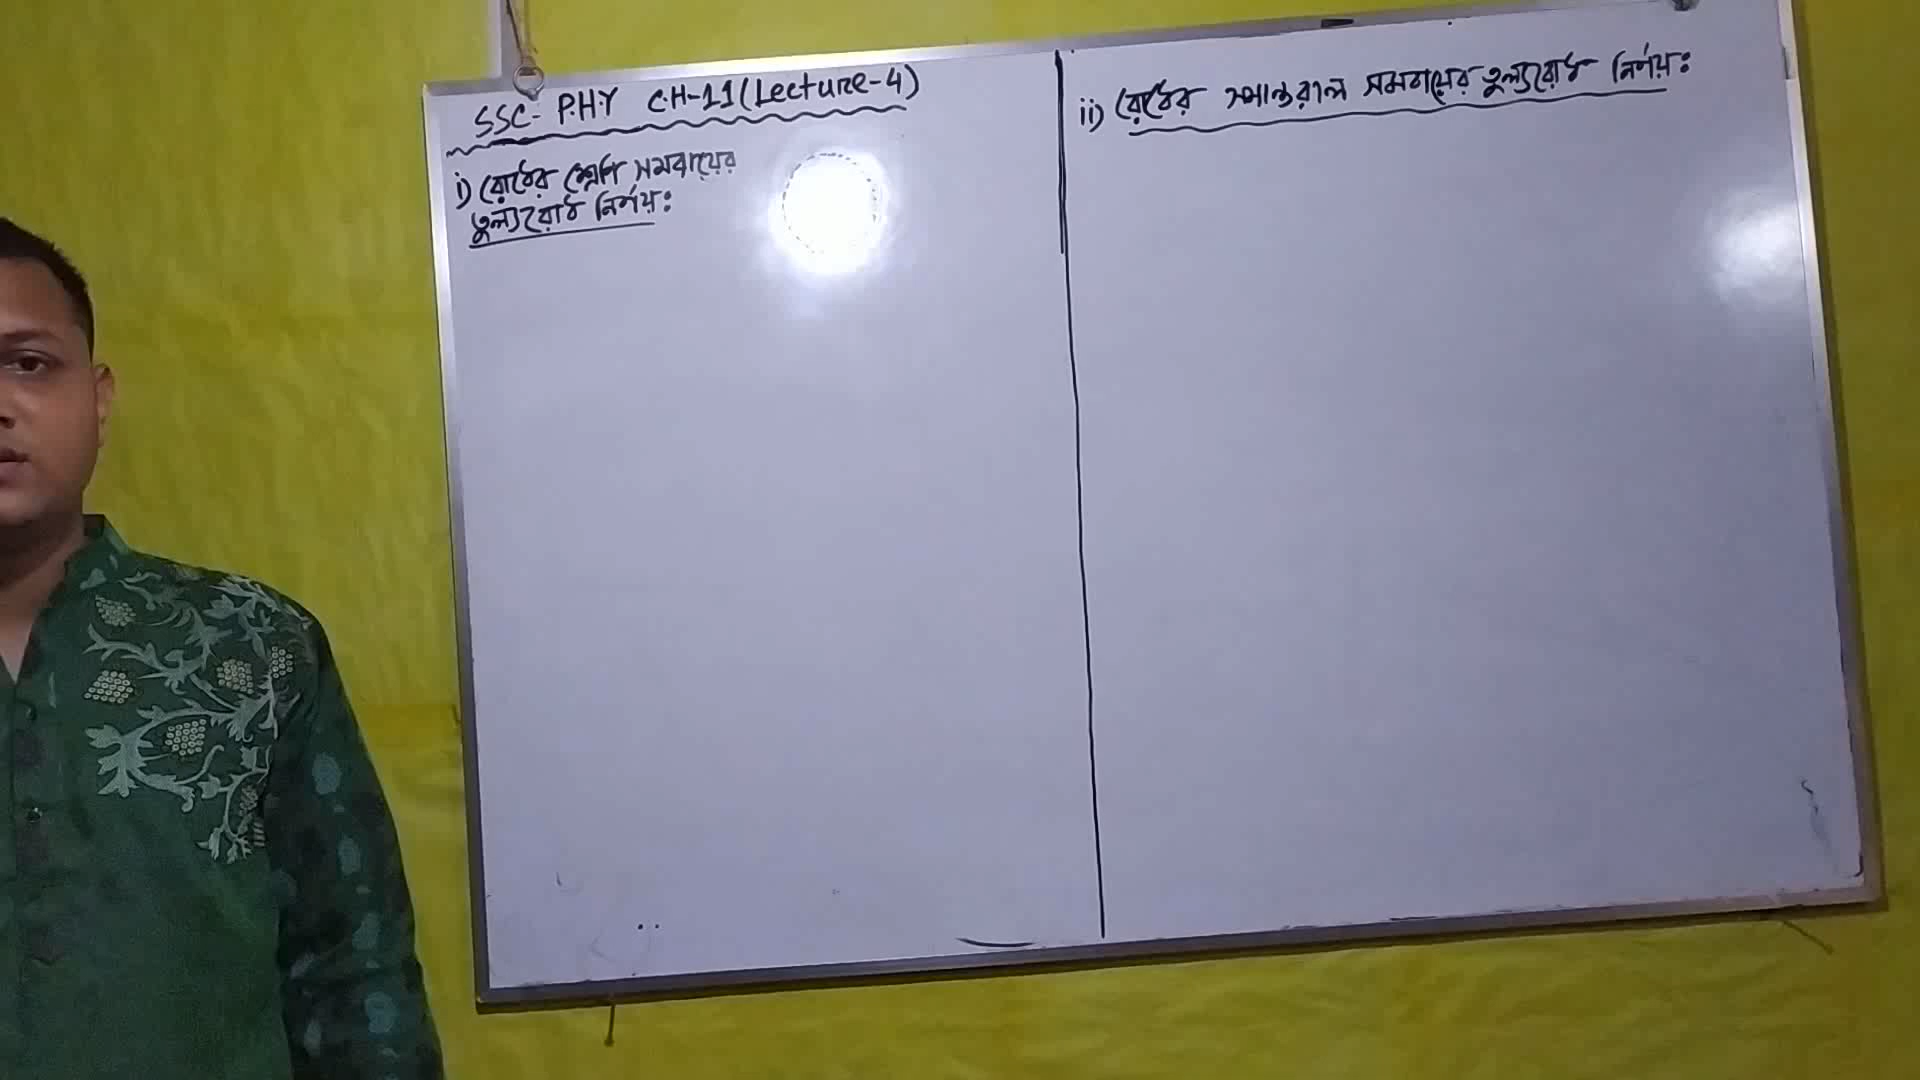 SSC- PHY CH-11(Lecture-4)
i) রোধের শ্রেণি সমবায়ের
তুল্যরোধ নির্ণয়ঃ
ii) রোধের সমান্তরাল সমবায়ের তুল্যরোধ নির্ণয়ঃ